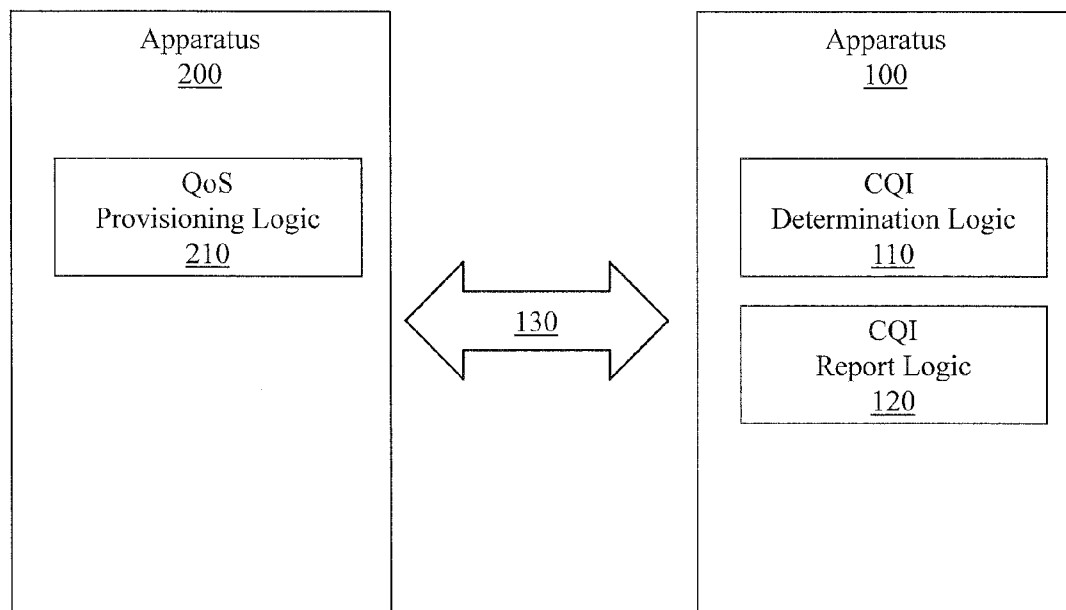 Apparatus
200
QoS
Provisioning Logic
210
130
Apparatus
100
CQI
Determination Logic
110
CQI
Report Logic
120